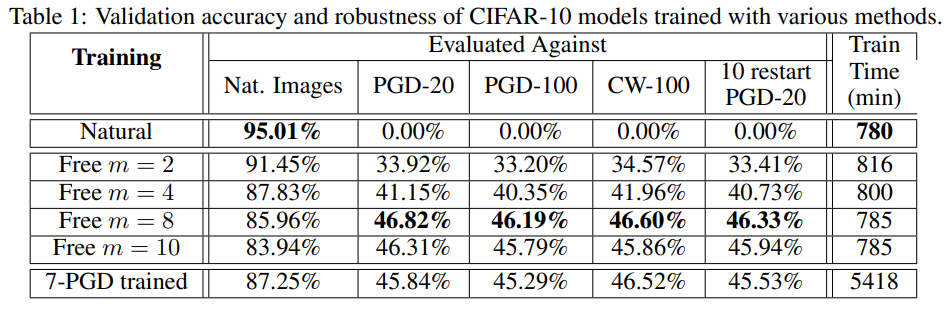 Table 1: Validation accuracy and robustness of CIFAR-10 models trained with various methods.
Training Evaluated Against Train Time (min)
Nat. Images PGD-20 PGD-100 CW-100 10 restart PGD-20
Natural 95.01% 0.00% 0.00% 0.00% 0.00% 780
Free m = 2 91.45% 33.92% 33.20% 34.57% 33.41% 816
Free m = 4 87.83% 41.15% 40.35% 41.96% 40.73% 800
Free m = 8 85.96% 46.82% 46.19% 46.60% 46.33% 785
Free m = 10 83.94% 46.31% 45.79% 45.86% 45.94% 785
7-PGD trained 87.25% 45.84% 45.29% 46.52% 45.53% 5418